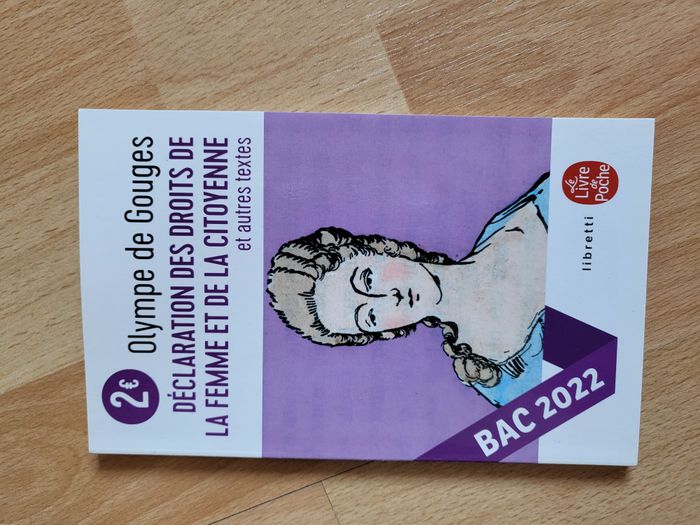 2€
Olympe de Gouges
DÉCLARATION DES DROITS DE
LA FEMME ET DE LA CITOYENNE
et autres textes
BAC 2022
libretti
Le
Livre
de
Poche